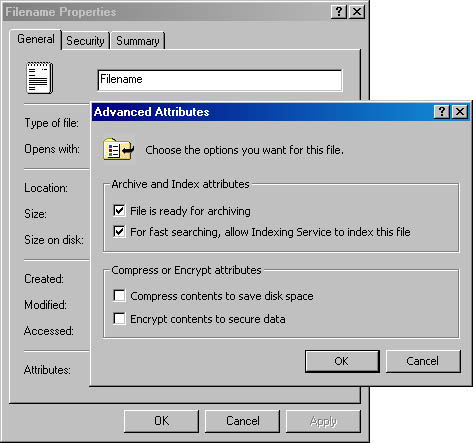 Filename Properties
General Security Summary
Filename
Type of file:
Opens with:
Location:
Size:
Size on disk:
Created:
Modified:
Accessed:
Attributes:
OK Cancel Apply
Advanced Attributes
Choose the options you want for this file.
Archive and Index attributes
File is ready for archiving
For fast searching, allow Indexing Service to index this file
Compress or Encrypt attributes
Compress contents to save disk space
Encrypt contents to secure data
OK Cancel